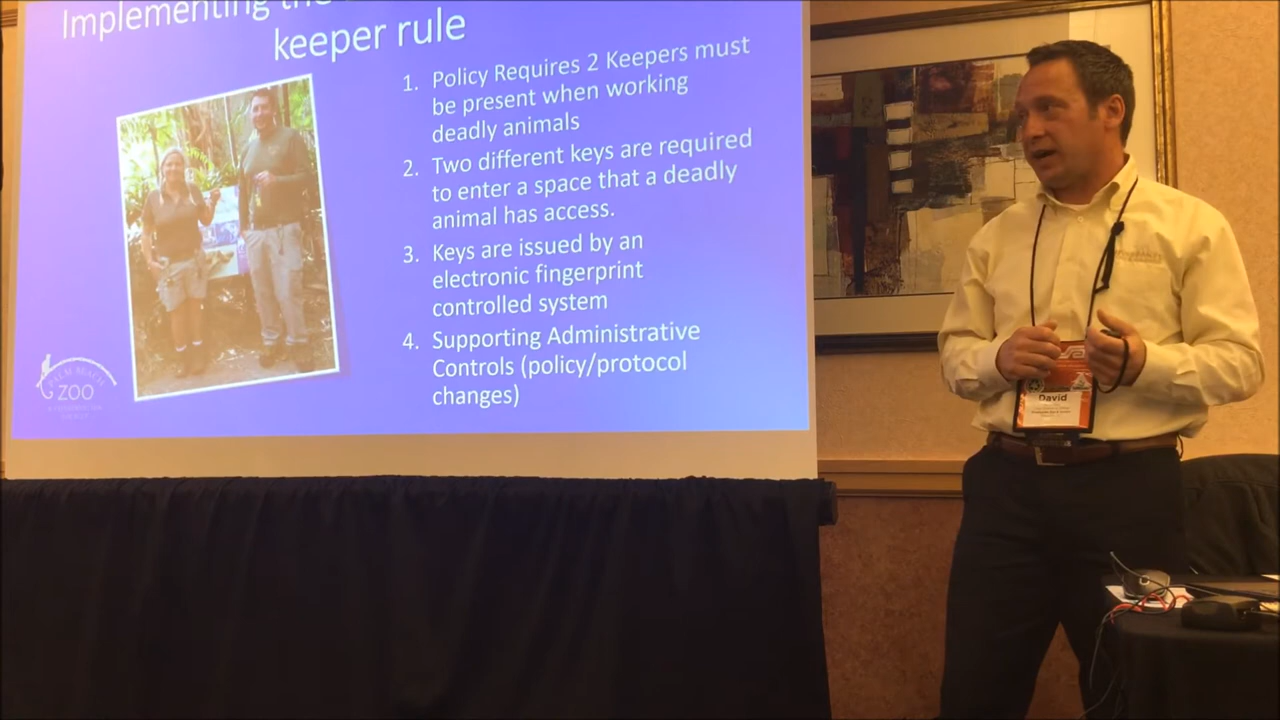 Implementing the
keeper rule
1. Policy Requires 2 Keepers must
be present when working
deadly animals
2. Two different keys are required
to enter a space that a deadly
animal has access.
3. Keys are issued by an
electronic fingerprint
controlled system
4. Supporting Administrative
Controls (policy/protocol
changes)
PALM BEACH
ZOO
David